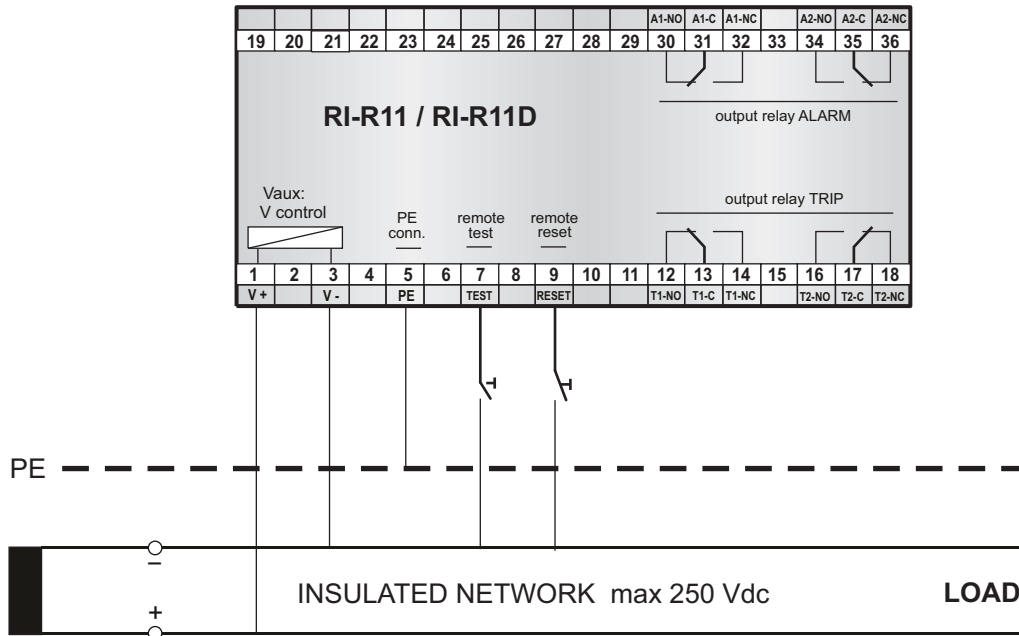 A1-NO A1-C A1-NC A2-NO A2-C A2-NC
19 20 21 22 23 24 25 26 27 28 29 30 31 32 33 34 35 36
RI-R11 / RI-R11D
output relay ALARM
Vaux:
V control
PE
conn.
remote
test
remote
reset
output relay TRIP
1 2 3 4 5 6 7 8 9 10 11 12 13 14 15 16 17 18
V + V - PE TEST RESET T1-NO T1-C T1-NC T2-NO T2-C T2-NC
PE
−
+
INSULATED NETWORK max 250 Vdc LOAD